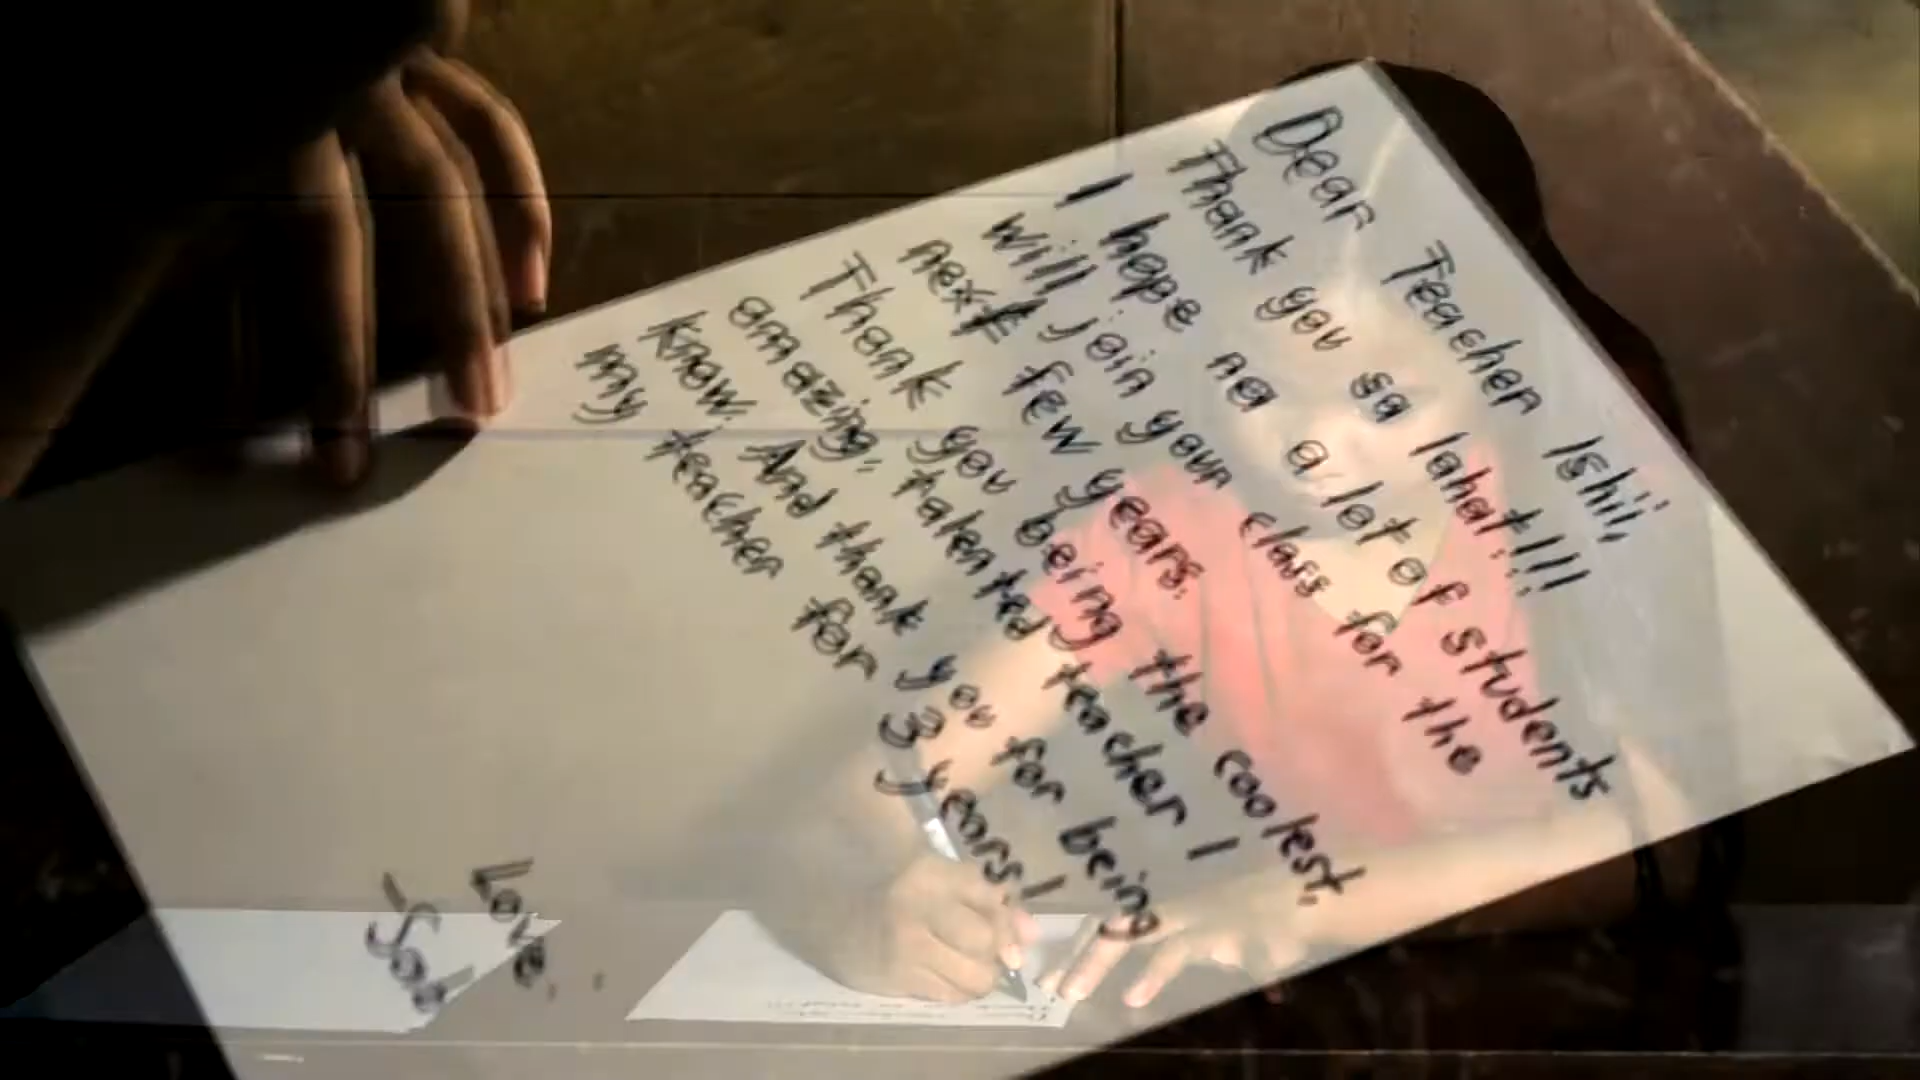 Dear Teacher Ishii,
Thank you sa lahat!!!
I hope na a lot of students
will join your class for the
next few years.
Thank you being the coolest,
amazing, talented teacher I
know. And thank you for being
my teacher for 3 years!
Love,